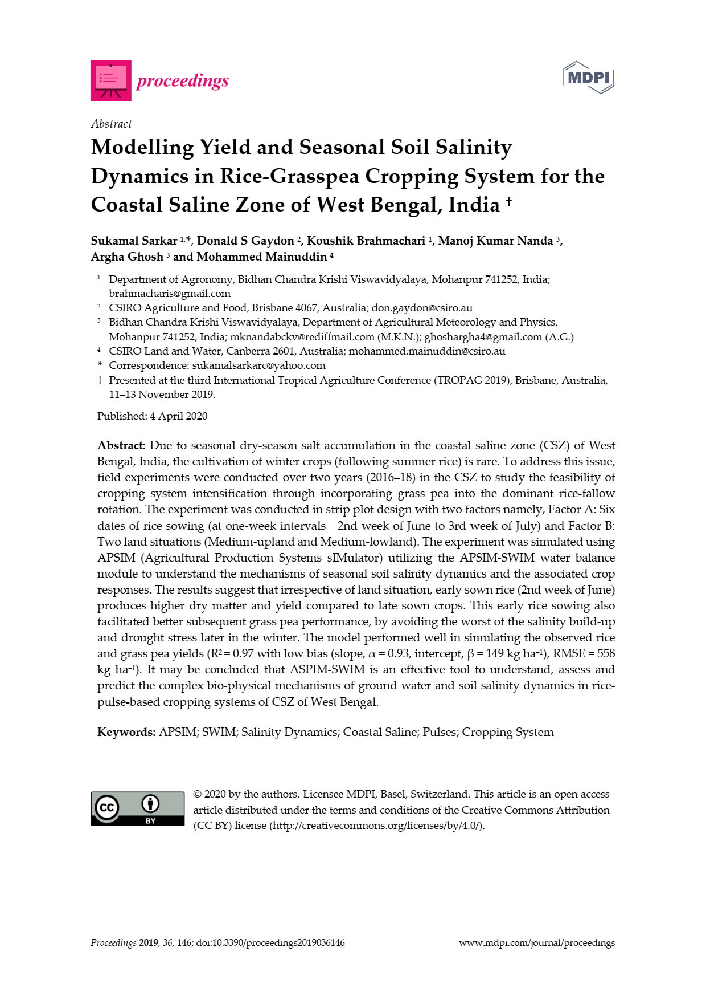 proceedings
MDPI
Abstract
Modelling Yield and Seasonal Soil Salinity
Dynamics in Rice-Grasspea Cropping System for the
Coastal Saline Zone of West Bengal, India †
Sukamal Sarkar 1,*, Donald S Gaydon 2, Koushik Brahmachari 1, Manoj Kumar Nanda 3,
Argha Ghosh 3 and Mohammed Mainuddin 4
1 Department of Agronomy, Bidhan Chandra Krishi Viswavidyalaya, Mohanpur 741252, India;
brahmacharis@gmail.com
2 CSIRO Agriculture and Food, Brisbane 4067, Australia; don.gaydon@csiro.au
3 Bidhan Chandra Krishi Viswavidyalaya, Department of Agricultural Meteorology and Physics,
Mohanpur 741252, India; mknandabckv@rediffmail.com (M.K.N.); ghoshargha4@gmail.com (A.G.)
4 CSIRO Land and Water, Canberra 2601, Australia; mohammed.mainuddin@csiro.au
* Correspondence: sukamalsarkarc@yahoo.com
† Presented at the third International Tropical Agriculture Conference (TROPAG 2019), Brisbane, Australia,
11–13 November 2019.
Published: 4 April 2020
Abstract: Due to seasonal dry-season salt accumulation in the coastal saline zone (CSZ) of West
Bengal, India, the cultivation of winter crops (following summer rice) is rare. To address this issue,
field experiments were conducted over two years (2016–18) in the CSZ to study the feasibility of
cropping system intensification through incorporating grass pea into the dominant rice-fallow
rotation. The experiment was conducted in strip plot design with two factors namely, Factor A: Six
dates of rice sowing (at one-week intervals—2nd week of June to 3rd week of July) and Factor B:
Two land situations (Medium-upland and Medium-lowland). The experiment was simulated using
APSIM (Agricultural Production Systems sIMulator) utilizing the APSIM-SWIM water balance
module to understand the mechanisms of seasonal soil salinity dynamics and the associated crop
responses. The results suggest that irrespective of land situation, early sown rice (2nd week of June)
produces higher dry matter and yield compared to late sown crops. This early rice sowing also
facilitated better subsequent grass pea performance, by avoiding the worst of the salinity build-up
and drought stress later in the winter. The model performed well in simulating the observed rice
and grass pea yields (R² = 0.97 with low bias (slope, α = 0.93, intercept, β = 149 kg ha⁻¹), RMSE = 558
kg ha⁻¹). It may be concluded that ASPIM-SWIM is an effective tool to understand, assess and
predict the complex bio-physical mechanisms of ground water and soil salinity dynamics in rice-
pulse-based cropping systems of CSZ of West Bengal.
Keywords: APSIM; SWIM; Salinity Dynamics; Coastal Saline; Pulses; Cropping System
cc
BY
© 2020 by the authors. Licensee MDPI, Basel, Switzerland. This article is an open access
article distributed under the terms and conditions of the Creative Commons Attribution
(CC BY) license (http://creativecommons.org/licenses/by/4.0/).
Proceedings 2019, 36, 146; doi:10.3390/proceedings2019036146
www.mdpi.com/journal/proceedings